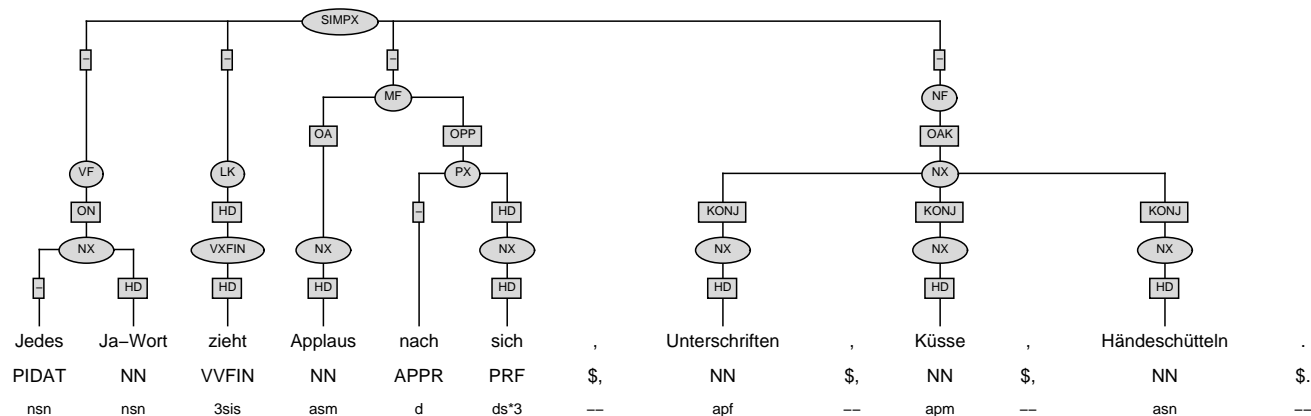 SIMPX
– – – –
MF NF
OA OPP OAK
VF LK PX NX
ON HD – HD KONJ KONJ KONJ
NX VXFIN NX NX NX NX NX
– HD HD HD HD HD HD HD
Jedes Ja–Wort zieht Applaus nach sich , Unterschriften , Küsse , Händeschütteln .
PIDAT NN VVFIN NN APPR PRF $, NN $, NN $, NN $.
nsn nsn 3sis asm d ds*3 –– apf –– apm –– asn ––